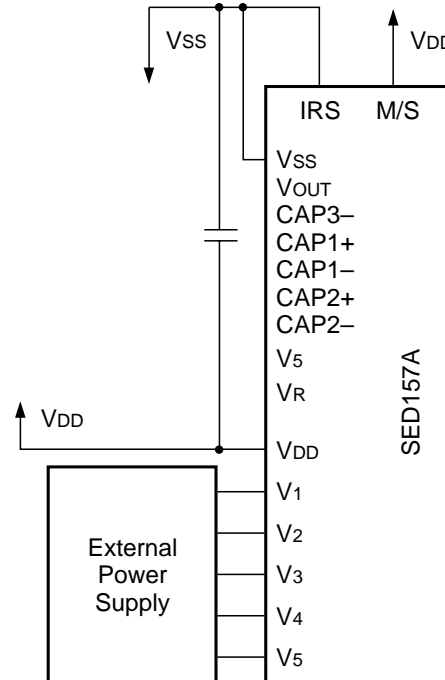 VSS
VDD
IRS M/S
VSS
VOUT
CAP3–
CAP1+
CAP1–
CAP2+
CAP2–
V5
VR
SED157A
VDD
VDD
V1
V2
V3
V4
V5
External
Power
Supply